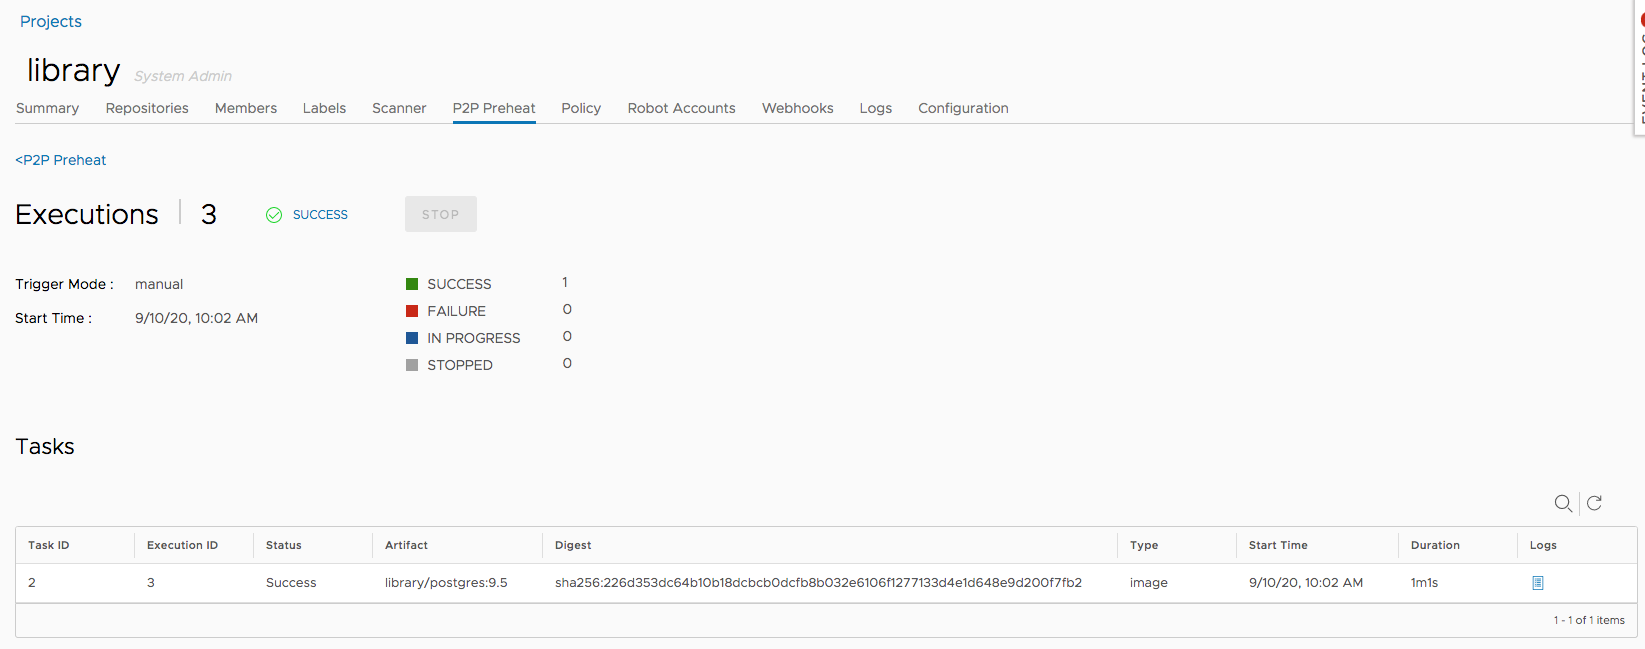 Projects
library System Admin
Summary Repositories Members Labels Scanner P2P Preheat Policy Robot Accounts Webhooks Logs Configuration
<P2P Preheat
Executions 3 SUCCESS STOP
Trigger Mode : manual
Start Time : 9/10/20, 10:02 AM
SUCCESS 1
FAILURE 0
IN PROGRESS 0
STOPPED 0
Tasks
Task ID Execution ID Status Artifact Digest Type Start Time Duration Logs
2 3 Success library/postgres:9.5 sha256:226d353dc64b10b18dcbcb0dcfb8b032e6106f1277133d4e1d648e9d200f7fb2 image 9/10/20, 10:02 AM 1m1s
1 - 1 of 1 items